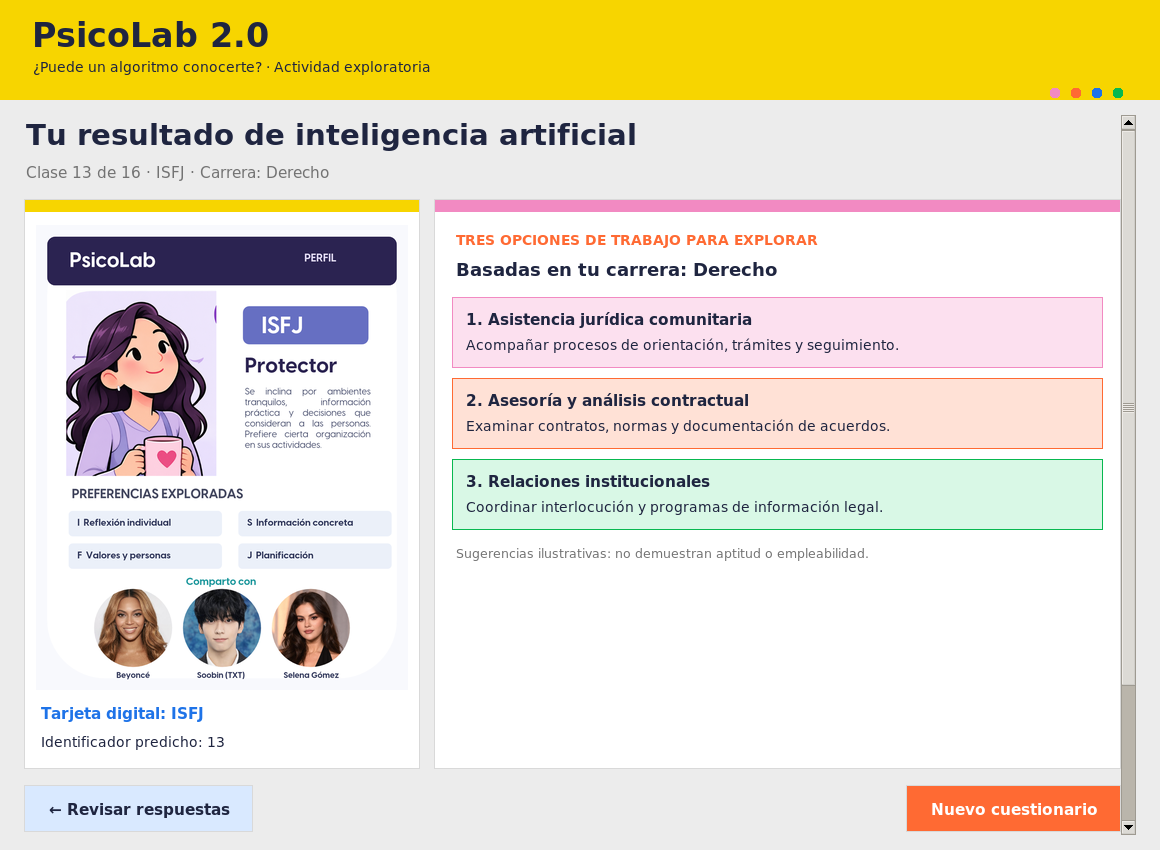 PsicoLab 2.0
¿Puede un algoritmo conocerte? · Actividad exploratoria
Tu resultado de inteligencia artificial
Clase 13 de 16 · ISFJ · Carrera: Derecho
PsicoLab
PERFIL
ISFJ
Protector
Se inclina por ambientes
tranquilos, información
práctica y decisiones que
consideran a las personas.
Prefiere cierta organización
en sus actividades.
PREFERENCIAS EXPLORADAS
I Reflexión individual
S Información concreta
F Valores y personas
J Planificación
Comparto con
Beyoncé
Soobin (TXT)
Selena Gómez
Tarjeta digital: ISFJ
Identificador predicho: 13
TRES OPCIONES DE TRABAJO PARA EXPLORAR
Basadas en tu carrera: Derecho
1. Asistencia jurídica comunitaria
Acompañar procesos de orientación, trámites y seguimiento.
2. Asesoría y análisis contractual
Examinar contratos, normas y documentación de acuerdos.
3. Relaciones institucionales
Coordinar interlocución y programas de información legal.
Sugerencias ilustrativas: no demuestran aptitud o empleabilidad.
← Revisar respuestas
Nuevo cuestionario